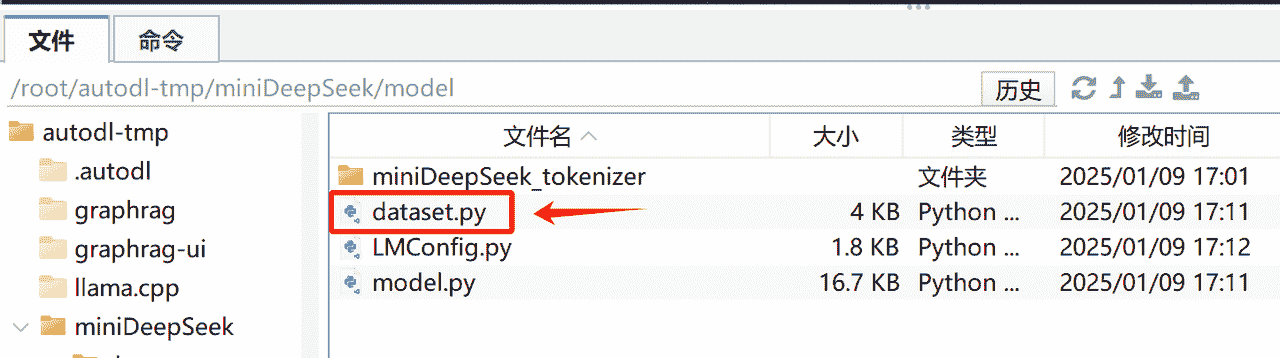 文件 命令
/root/autodl-tmp/miniDeepSeek/model 历史
autodl-tmp
.autodl
graphrag
graphrag-ui
llama.cpp
miniDeepSeek
文件名 大小 类型 修改时间
miniDeepSeek_tokenizer 文件夹 2025/01/09 17:01
dataset.py 4 KB Python ... 2025/01/09 17:11
LMConfig.py 1.8 KB Python ... 2025/01/09 17:12
model.py 16.7 KB Python ... 2025/01/09 17:11